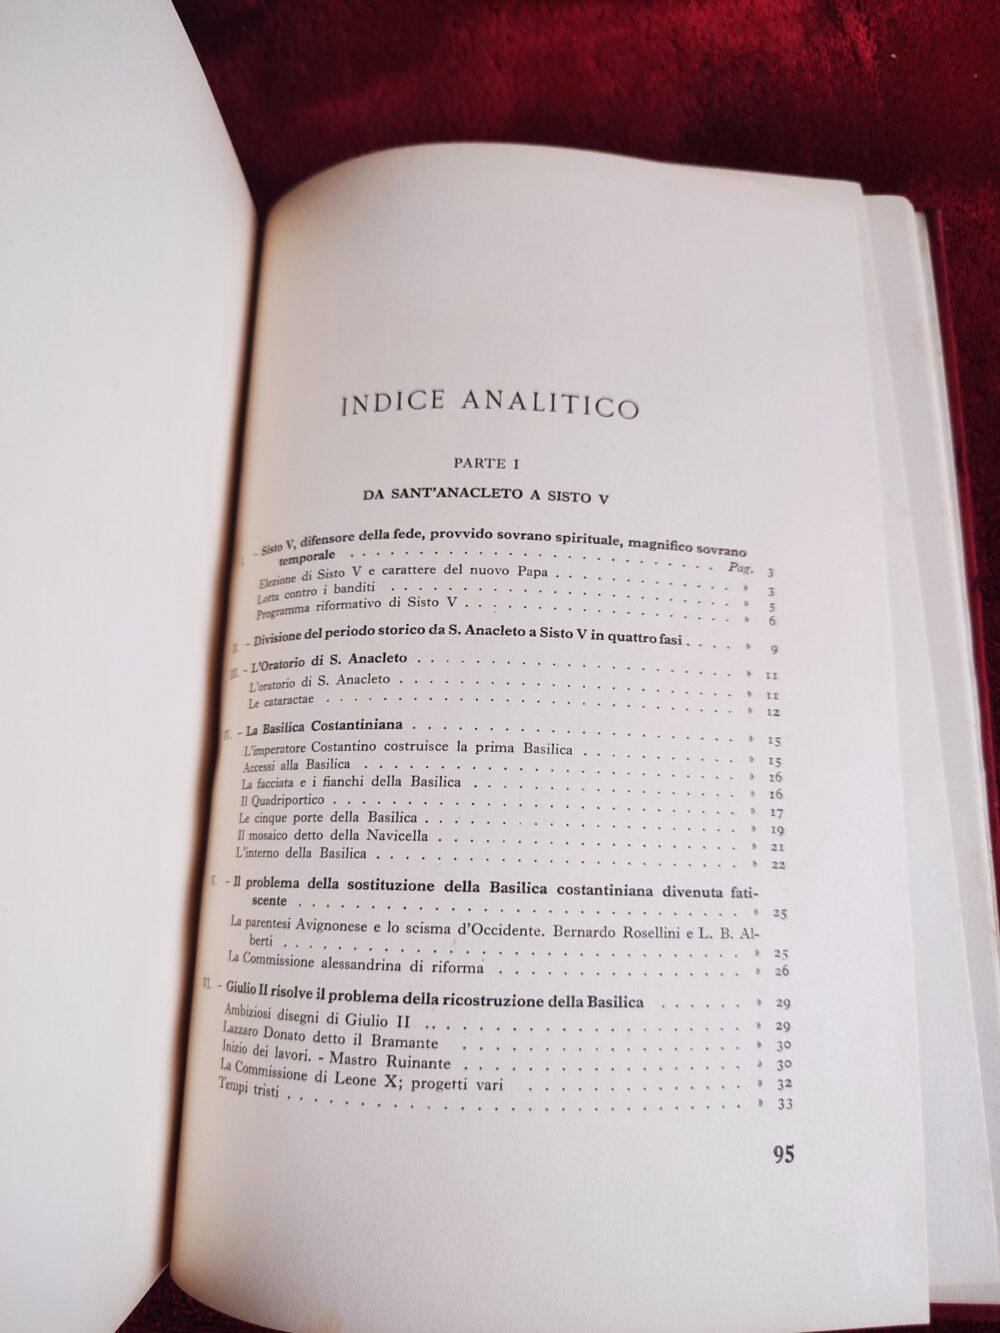 INDICE ANALITICO
PARTE I
DA SANT'ANACLETO A SISTO V
I. - Sisto V, difensore della fede, provvido sovrano spirituale, magnifico sovrano
temporale . . . . . . . . . . . . . . . . . . . . Pag. 3
Elezione di Sisto V e carattere del nuovo Papa . . . . . . . . . » 3
Lotta contro i banditi . . . . . . . . . . . . . . . . . . » 5
Programma riformativo di Sisto V . . . . . . . . . . . . . . » 6
II. - Divisione del periodo storico da S. Anacleto a Sisto V in quattro fasi . . . . » 9
III. - L'Oratorio di S. Anacleto . . . . . . . . . . . . . . . . . » 11
L'oratorio di S. Anacleto . . . . . . . . . . . . . . . . . » 11
Le cataractae . . . . . . . . . . . . . . . . . . . . . » 12
IV. - La Basilica Costantiniana . . . . . . . . . . . . . . . . . » 15
L'imperatore Costantino costruisce la prima Basilica . . . . . . . . » 15
Accessi alla Basilica . . . . . . . . . . . . . . . . . . . » 16
La facciata e i fianchi della Basilica . . . . . . . . . . . . . » 16
Il Quadriportico . . . . . . . . . . . . . . . . . . . . . » 17
Le cinque porte della Basilica . . . . . . . . . . . . . . . . » 19
Il mosaico detto della Navicella . . . . . . . . . . . . . . . » 21
L'interno della Basilica . . . . . . . . . . . . . . . . . . » 22
V. - Il problema della sostituzione della Basilica costantiniana divenuta fati-
scente . . . . . . . . . . . . . . . . . . . . . . . » 25
La parentesi Avignonese e lo scisma d'Occidente. Bernardo Rosellini e L. B. Al-
berti . . . . . . . . . . . . . . . . . . . . . . . » 25
La Commissione alessandrina di riforma . . . . . . . . . . . . » 26
VI. - Giulio II risolve il problema della ricostruzione della Basilica . . . . . . » 29
Ambiziosi disegni di Giulio II . . . . . . . . . . . . . . . . » 29
Lazzaro Donato detto il Bramante . . . . . . . . . . . . . . » 30
Inizio dei lavori. - Mastro Ruinante . . . . . . . . . . . . . . » 30
La Commissione di Leone X; progetti vari . . . . . . . . . . . » 32
Tempi tristi . . . . . . . . . . . . . . . . . . . . . . . » 33
95